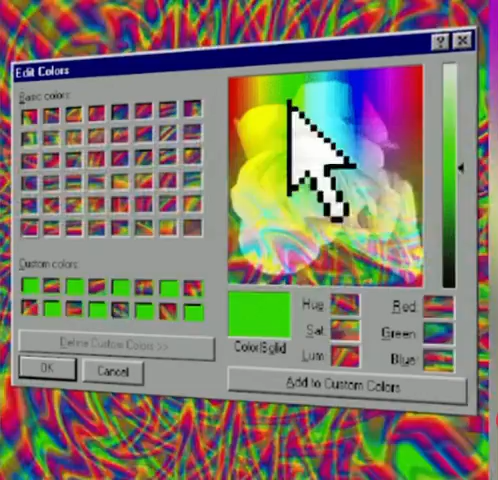 Edit Colors
Basic colors:
Custom colors:
Define Custom Colors >>
OK
Cancel
Color|Solid
Hue:
Sat:
Lum:
Red:
Green:
Blue:
Add to Custom Colors